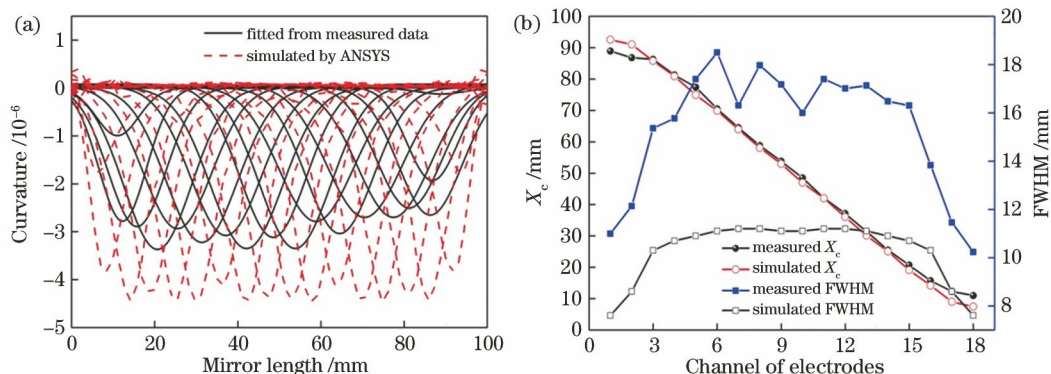 (a)
fitted from measured data
simulated by ANSYS
Curvature /10⁻⁶
1
0
−1
−2
−3
−4
−5
0 20 40 60 80 100
Mirror length /mm
(b)
X_c /mm
100
90
80
70
60
50
40
30
20
10
0
measured X_c
simulated X_c
measured FWHM
simulated FWHM
0 3 6 9 12 15 18
Channel of electrodes
20
18
16
14
12
10
8
FWHM /mm